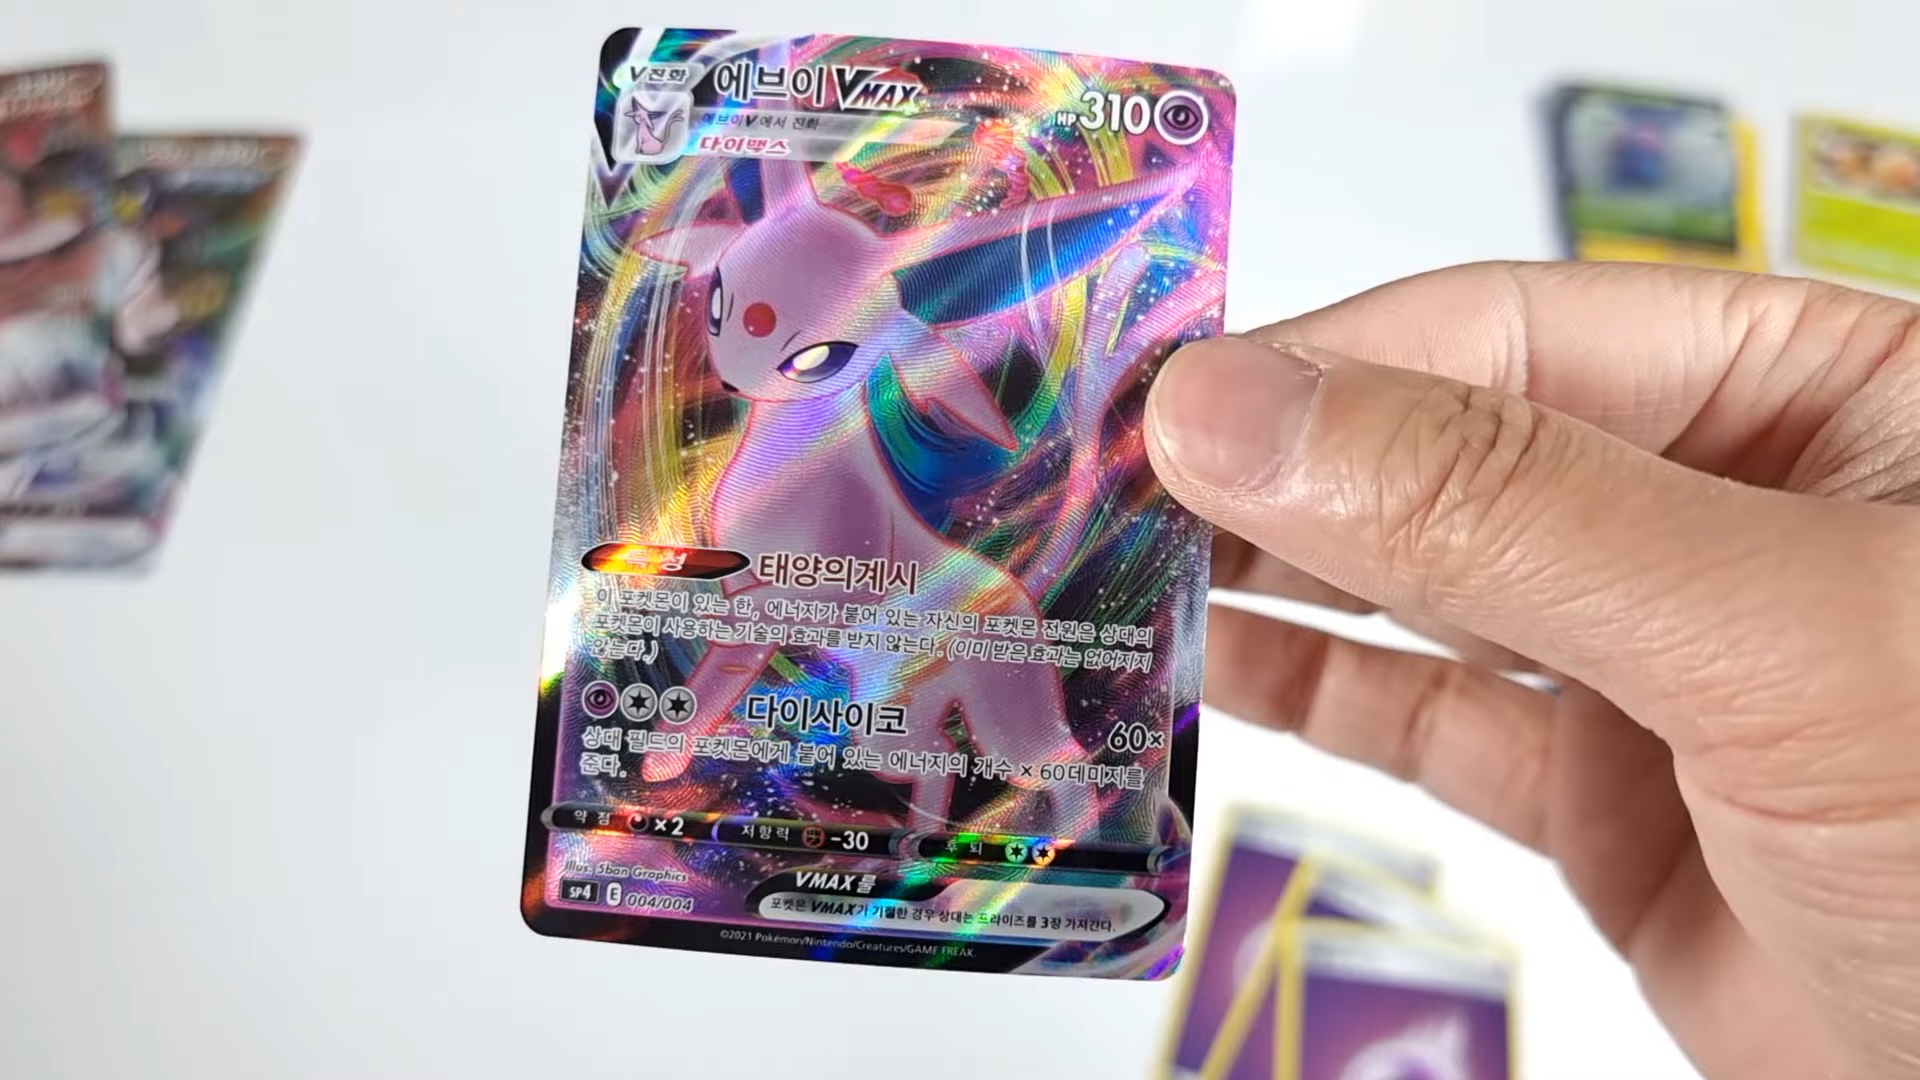 V진화
에브이VMAX
에브이V에서 진화
다이맥스
HP310
특성 태양의계시
이 포켓몬이 있는 한, 에너지가 붙어 있는 자신의 포켓몬 전원은 상대의
포켓몬이 사용하는 기술의 효과를 받지 않는다. (이미 받은 효과는 없어지지
않는다.)
다이사이코 60×
상대 필드의 포켓몬에게 붙어 있는 에너지의 개수 × 60데미지를
준다.
약점 ×2 저항력 -30 후퇴
Illus. 5ban Graphics
SP4 E 004/004
VMAX룰
포켓몬 VMAX가 기절한 경우 상대는 프라이즈를 3장 가져간다.
©2021 Pokémon/Nintendo/Creatures/GAME FREAK.